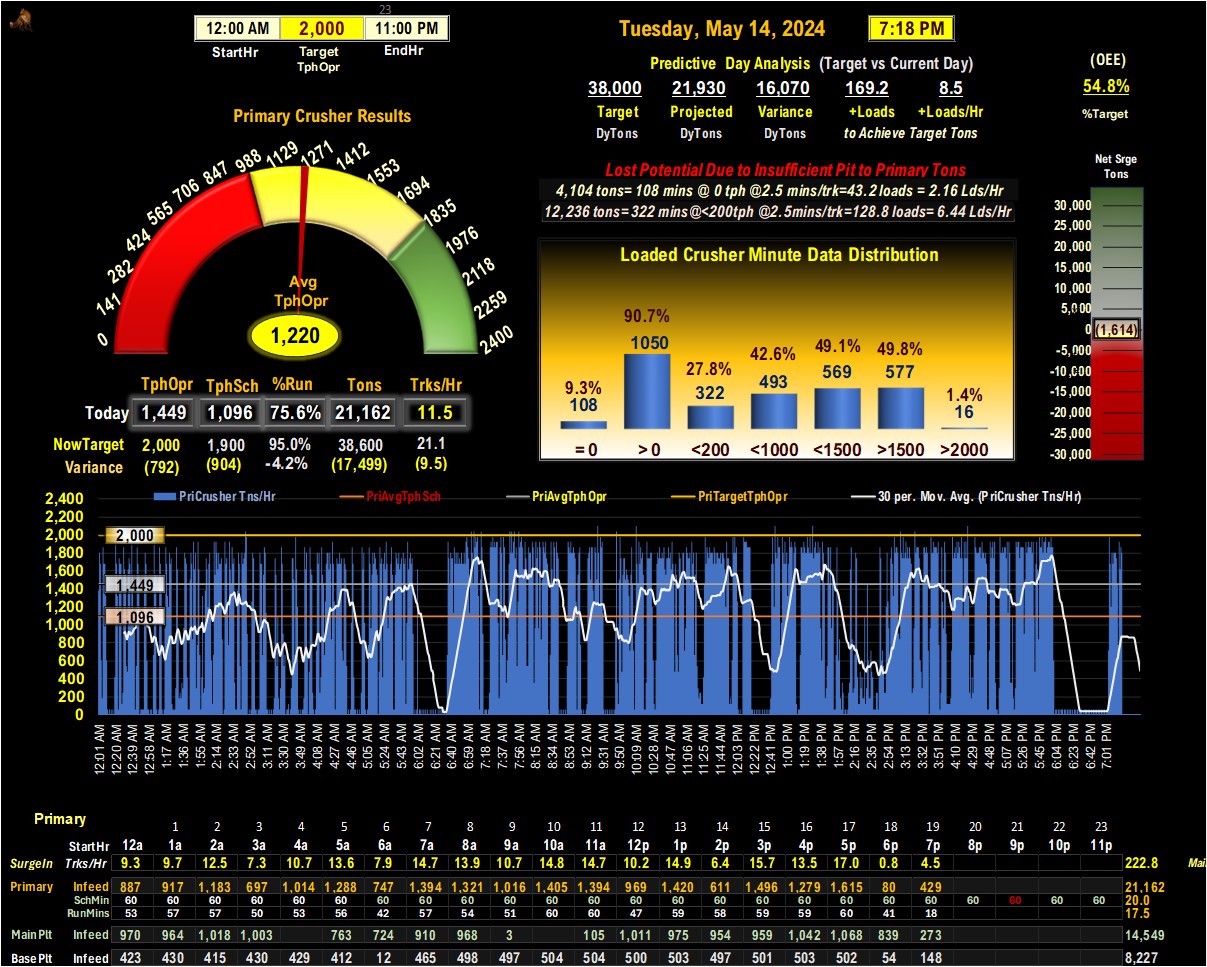 23
12:00 AM 2,000 11:00 PM
StartHr Target TphOpr EndHr
Tuesday, May 14, 2024 7:18 PM
Predictive Day Analysis (Target vs Current Day)
38,000 21,930 16,070 169.2 8.5
Target Projected Variance +Loads +Loads/Hr
DyTons DyTons DyTons to Achieve Target Tons
(OEE)
54.8%
%Target
Primary Crusher Results
0 141 282 424 565 706 847 988 1129 1271 1412 1553 1694 1835 1976 2118 2259 2400
Avg
TphOpr
1,220
Lost Potential Due to Insufficient Pit to Primary Tons
4,104 tons= 108 mins @ 0 tph @2.5 mins/trk=43.2 loads = 2.16 Lds/Hr
12,236 tons= 322 mins @<200tph @2.5mins/trk=128.8 loads= 6.44 Lds/Hr
Net Srge
Tons
30,000
25,000
20,000
15,000
10,000
5,000
0 (1,614)
-5,000
-10,000
-15,000
-20,000
-25,000
-30,000
Loaded Crusher Minute Data Distribution
9.3% 90.7% 27.8% 42.6% 49.1% 49.8% 1.4%
108 1050 322 493 569 577 16
= 0 > 0 <200 <1000 <1500 >1500 >2000
TphOpr TphSch %Run Tons Trks/Hr
Today 1,449 1,096 75.6% 21,162 11.5
NowTarget 2,000 1,900 95.0% 38,600 21.1
Variance (792) (904) -4.2% (17,499) (9.5)
PriCrusher Tns/Hr PriAvgTphSch PriAvgTphOpr PriTargetTphOpr 30 per. Mov. Avg. (PriCrusher Tns/Hr)
2,400
2,200
2,000 2,000
1,800
1,600
1,400 1,449
1,200
1,000 1,096
800
600
400
200
0
12:01 AM 12:20 AM 12:39 AM 12:58 AM 1:17 AM 1:36 AM 1:55 AM 2:14 AM 2:33 AM 2:52 AM 3:11 AM 3:30 AM 3:49 AM 4:08 AM 4:27 AM 4:46 AM 5:05 AM 5:24 AM 5:43 AM 6:02 AM 6:21 AM 6:40 AM 6:59 AM 7:18 AM 7:37 AM 7:56 AM 8:15 AM 8:34 AM 8:53 AM 9:12 AM 9:31 AM 9:50 AM 10:09 AM 10:28 AM 10:47 AM 11:06 AM 11:25 AM 11:44 AM 12:03 PM 12:22 PM 12:41 PM 1:00 PM 1:19 PM 1:38 PM 1:57 PM 2:16 PM 2:35 PM 2:54 PM 3:13 PM 3:32 PM 3:51 PM 4:10 PM 4:29 PM 4:48 PM 5:07 PM 5:26 PM 5:45 PM 6:04 PM 6:23 PM 6:42 PM 7:01 PM
Primary
1 2 3 4 5 6 7 8 9 10 11 12 13 14 15 16 17 18 19 20 21 22 23
StartHr 12a 1a 2a 3a 4a 5a 6a 7a 8a 9a 10a 11a 12p 1p 2p 3p 4p 5p 6p 7p 8p 9p 10p 11p
SurgeIn Trks/Hr 9.3 9.7 12.5 7.3 10.7 13.6 7.9 14.7 13.9 10.7 14.8 14.7 10.2 14.9 6.4 15.7 13.5 17.0 0.8 4.5 222.8
Primary Infeed 887 917 1,183 697 1,014 1,288 747 1,394 1,321 1,016 1,405 1,394 969 1,420 611 1,496 1,279 1,615 80 429 21,162
SchMin 60 60 60 60 60 60 60 60 60 60 60 60 60 60 60 60 60 60 60 60 60 60 60 60 20.0
RunMins 53 57 57 50 53 56 42 57 54 51 60 60 47 59 58 59 59 60 41 18 17.5
MainPlt Infeed 970 964 1,018 1,003 763 724 910 968 3 105 1,011 975 954 959 1,042 1,068 839 273 14,549
BasePlt Infeed 423 430 415 430 429 412 12 465 498 497 504 504 500 503 497 501 503 502 54 148 8,227